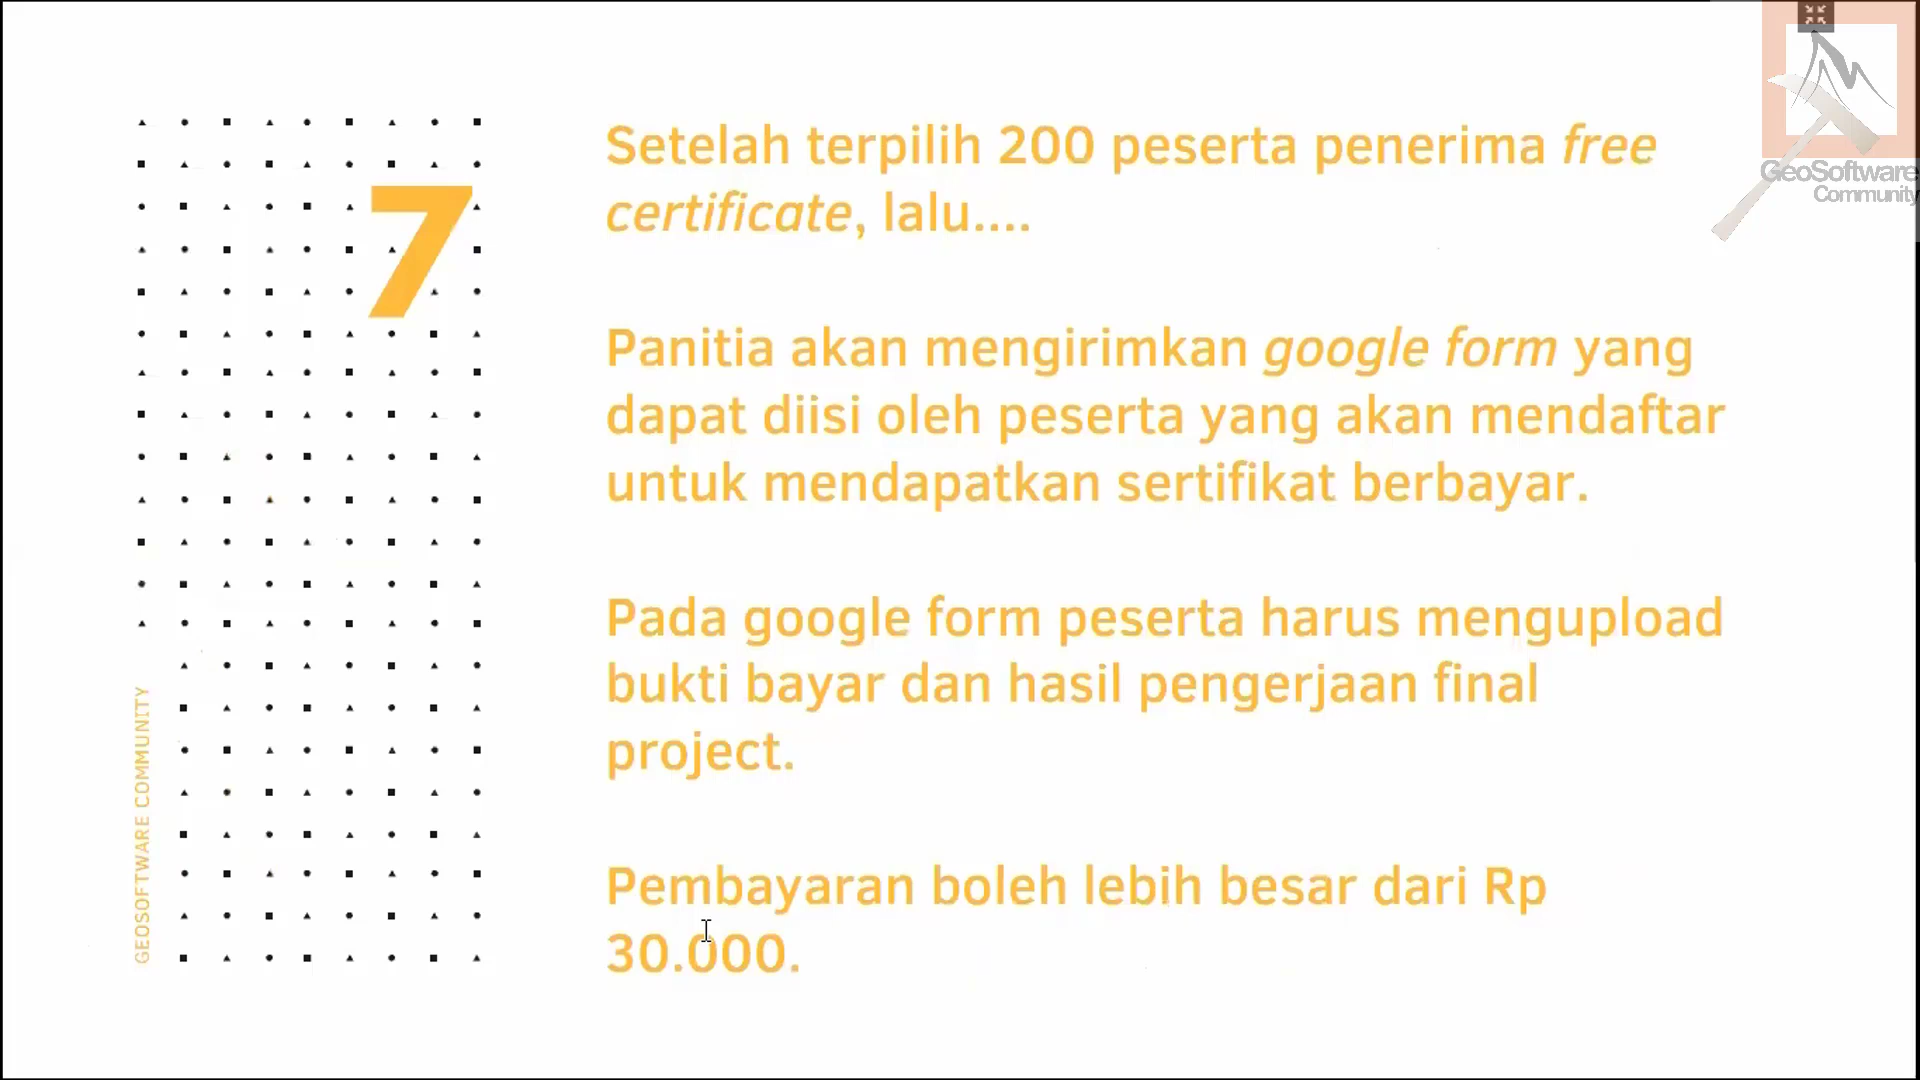 7
Setelah terpilih 200 peserta penerima free
certificate, lalu....
Panitia akan mengirimkan google form yang
dapat diisi oleh peserta yang akan mendaftar
untuk mendapatkan sertifikat berbayar.
Pada google form peserta harus mengupload
bukti bayar dan hasil pengerjaan final
project.
Pembayaran boleh lebih besar dari Rp
30.000.
GEOSOFTWARE COMMUNITY
GeoSoftware
Community